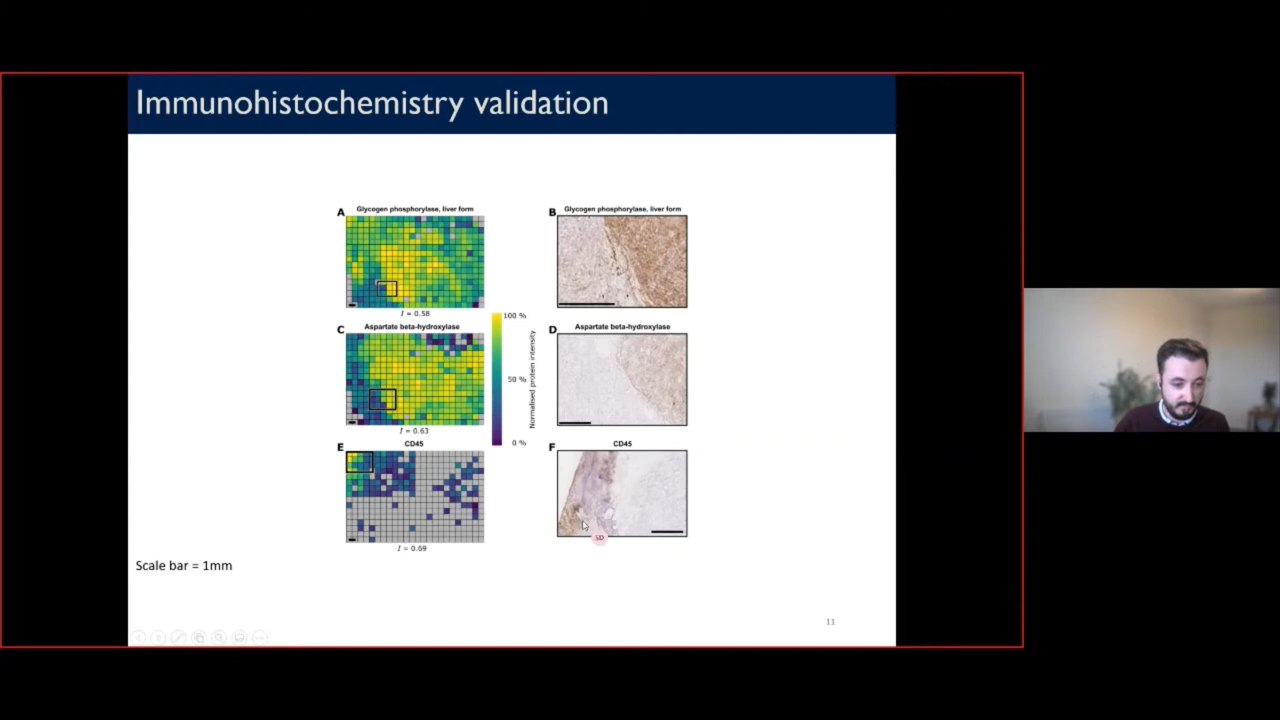 Immunohistochemistry validation
A
Glycogen phosphorylase, liver form
I = 0.58
B
Glycogen phosphorylase, liver form
C
Aspartate beta-hydroxylase
I = 0.63
100 %
50 %
0 %
Normalised protein intensity
D
Aspartate beta-hydroxylase
E
CD45
I = 0.69
F
CD45
Scale bar = 1mm
11